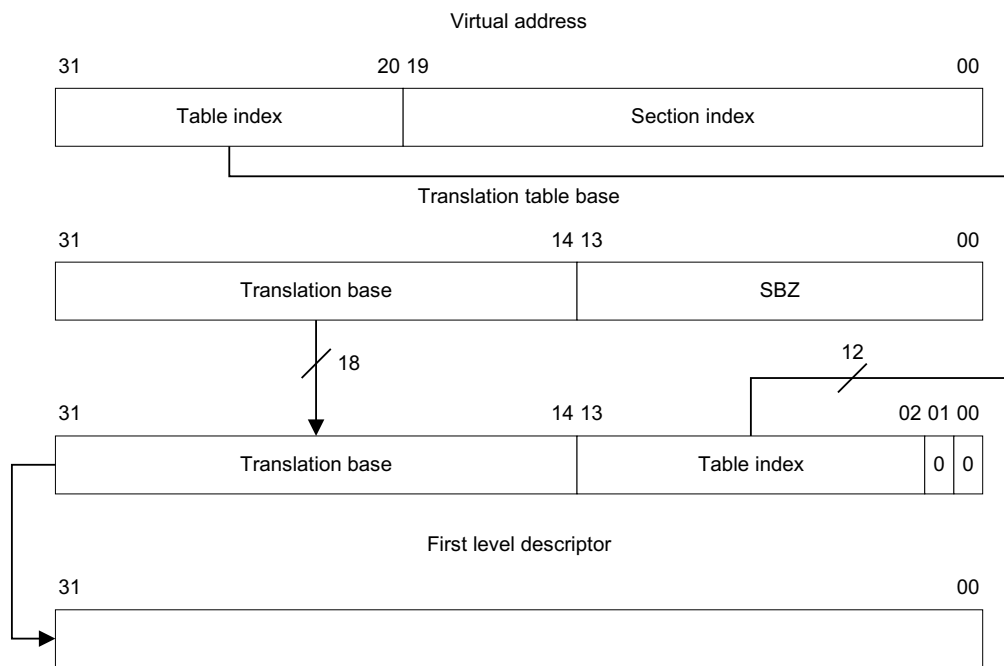 Virtual address
31 20 19 00
Table index Section index
Translation table base
31 14 13 00
Translation base SBZ
18 12
31 14 13 02 01 00
Translation base Table index 0 0
First level descriptor
31 00